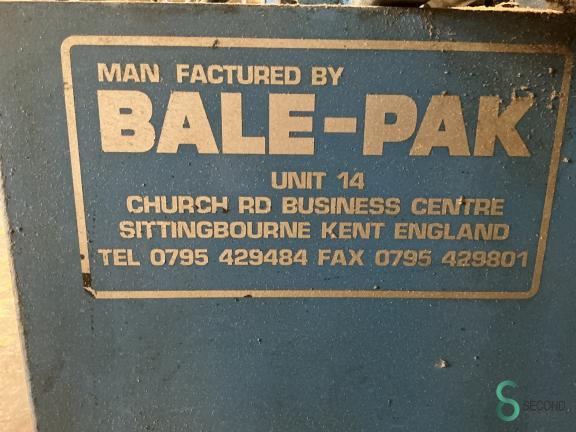 MAN FACTURED BY
BALE-PAK
UNIT 14
CHURCH RD BUSINESS CENTRE
SITTINGBOURNE KENT ENGLAND
TEL 0795 429484 FAX 0795 429801
SECOND